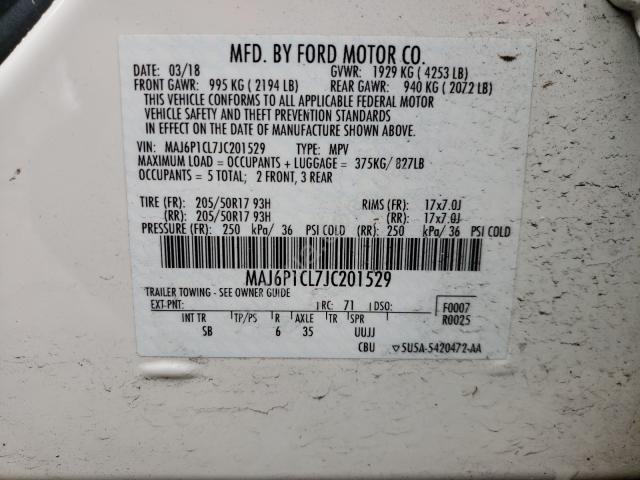 MFD. BY FORD MOTOR CO.
DATE: 03/18 GVWR: 1929 KG ( 4253 LB)
FRONT GAWR: 995 KG ( 2194 LB) REAR GAWR: 940 KG ( 2072 LB)
THIS VEHICLE CONFORMS TO ALL APPLICABLE FEDERAL MOTOR
VEHICLE SAFETY AND THEFT PREVENTION STANDARDS
IN EFFECT ON THE DATE OF MANUFACTURE SHOWN ABOVE.
VIN: MAJ6P1CL7JC201529 TYPE: MPV
MAXIMUM LOAD = OCCUPANTS + LUGGAGE = 375KG/ 827LB
OCCUPANTS = 5 TOTAL; 2 FRONT, 3 REAR
TIRE (FR): 205/50R17 93H RIMS (FR): 17x7.0J
(RR): 205/50R17 93H (RR): 17x7.0J
PRESSURE (FR): 250 kPa/ 36 PSI COLD (RR): 250 kPa/ 36 PSI COLD
MAJ6P1CL7JC201529
TRAILER TOWING - SEE OWNER GUIDE
EXT PNT: RC: 71 DSO: F0007
R0025
INT TR TP/PS R AXLE TR SPR
SB 6 35 UUJJ
CBU ▽5U5A-5420472-AA